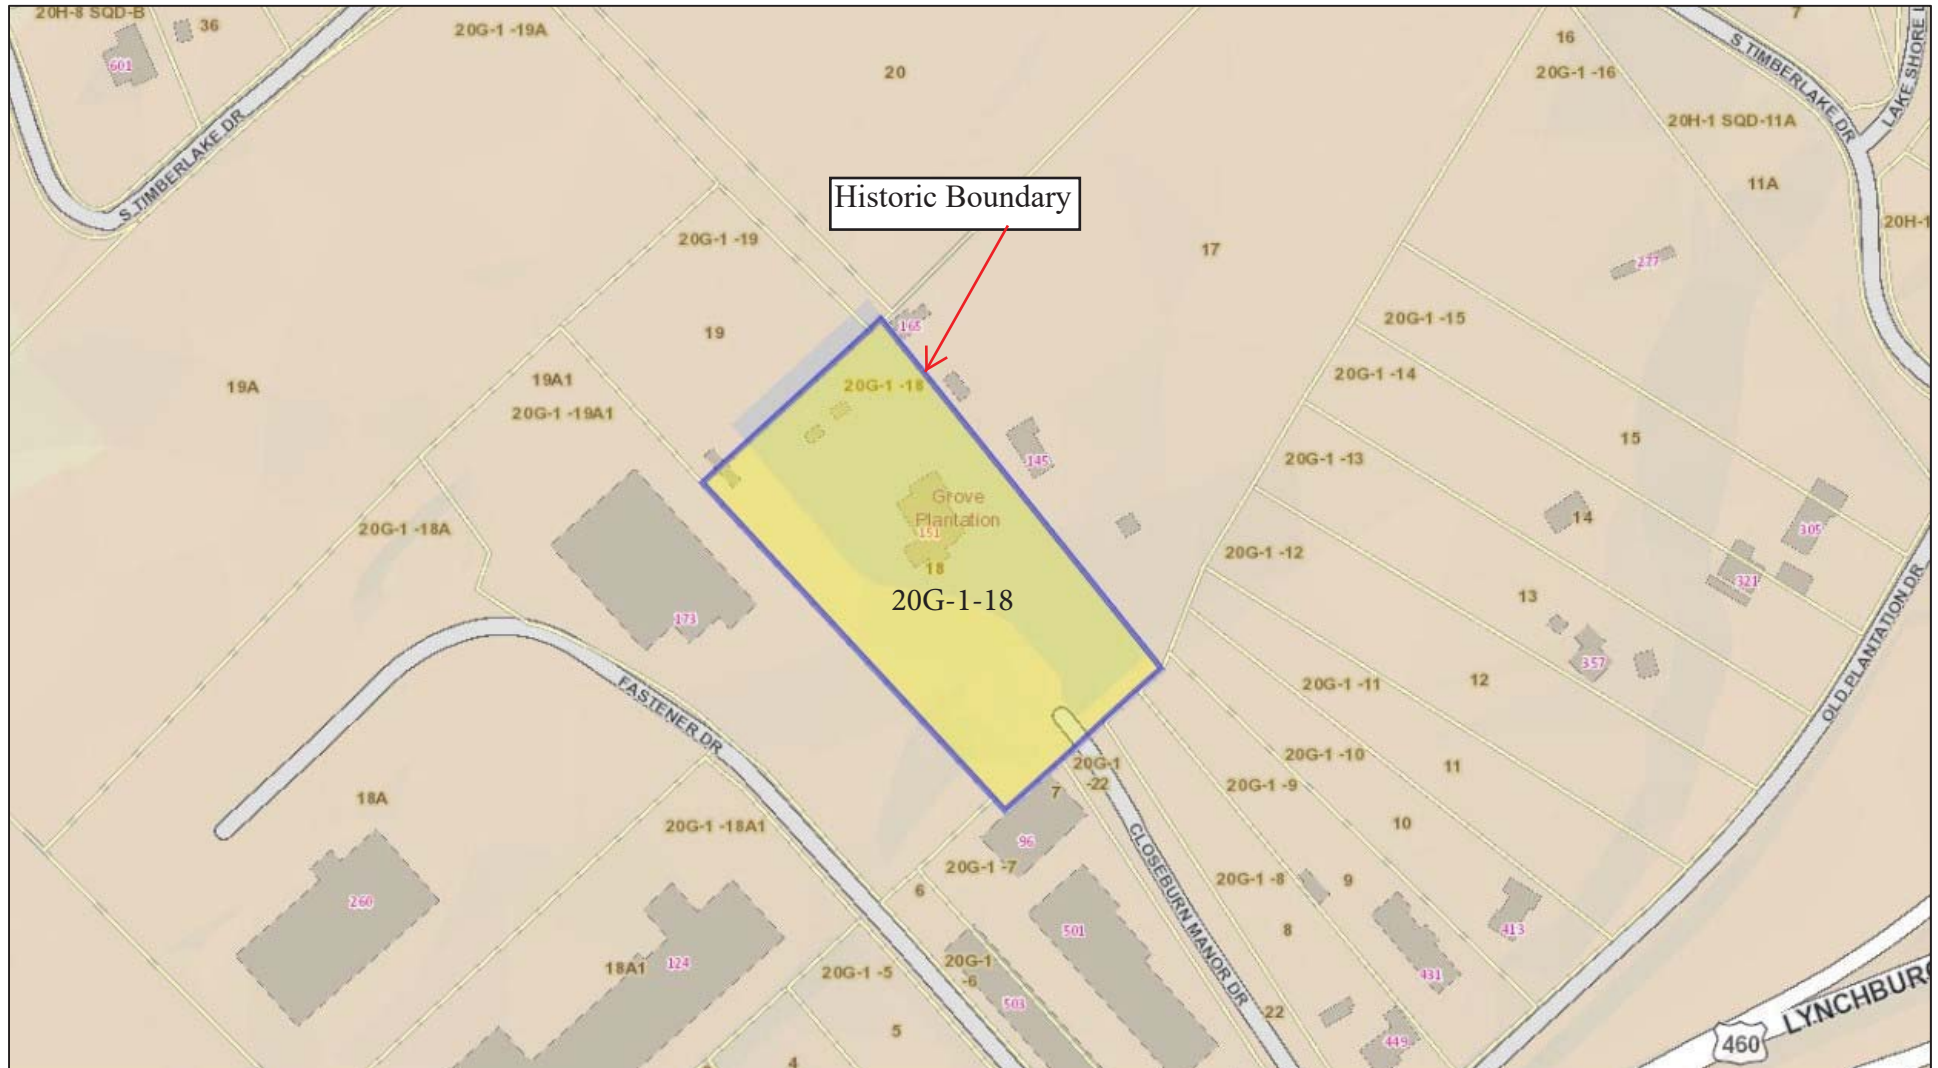 20H-8 SQD-B
36
601
20G-1 -19A
20
16
20G-1 -16
7
S TIMBERLAKE DR
LAKE SHORE
20H-1 SQD-11A
11A
20H-1
S TIMBERLAKE DR
Historic Boundary
20G-1 -19
17
277
19
165
20G-1 -15
19A
19A1
20G-1 -19A1
20G-1 -18
20G-1 -14
15
145
20G-1 -13
Grove
Plantation
151
18
20G-1-18
14
305
20G-1 -18A
20G-1 -12
321
13
173
357
OLD PLANTATION DR
FASTENER DR
20G-1 -11
12
20G-1 -10
11
20G-1
-22
20G-1 -9
7
18A
20G-1 -18A1
10
96
CLOSEBURN MANOR DR
20G-1 -7
6
20G-1 -8
9
260
501
8
413
18A1
124
20G-1 -5
20G-1
-6
431
503
22
5
449
4
460
LYNCHBURG